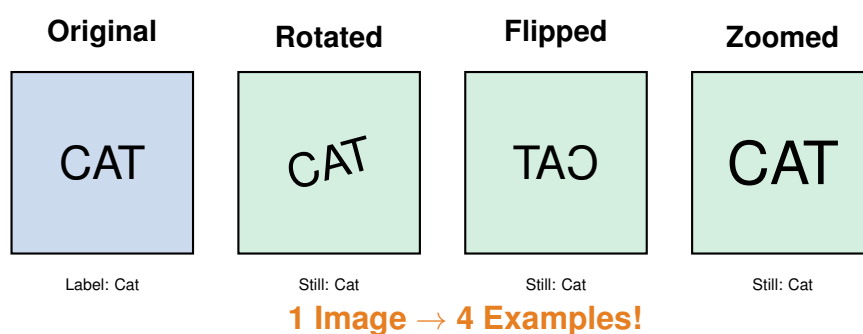 Original
Rotated
Flipped
Zoomed
CAT
CAT
CAT
CAT
Label: Cat
Still: Cat
Still: Cat
Still: Cat
1 Image → 4 Examples!